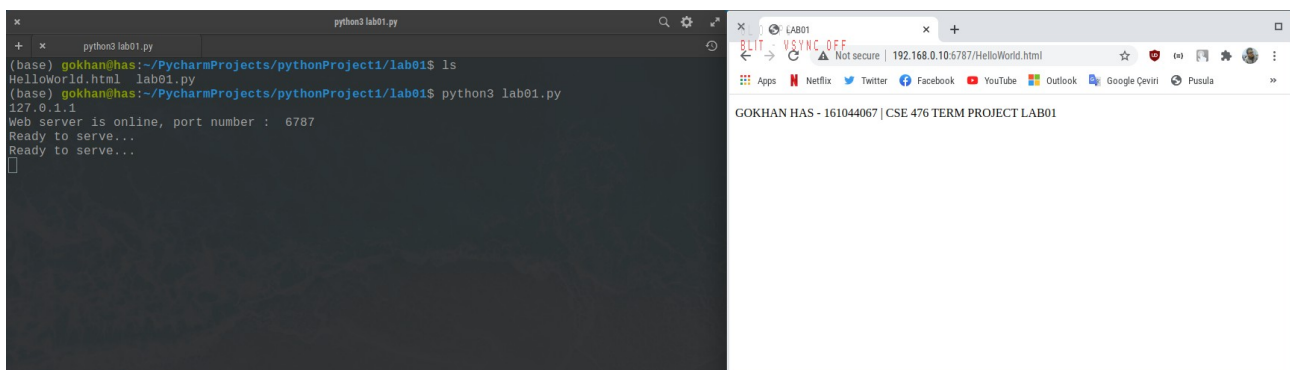 python3 lab01.py
python3 lab01.py
(base) gokhan@has:~/PycharmProjects/pythonProject1/lab01$ ls
HelloWorld.html lab01.py
(base) gokhan@has:~/PycharmProjects/pythonProject1/lab01$ python3 lab01.py
127.0.1.1
Web server is online, port number : 6787
Ready to serve...
Ready to serve...
LAB01
BLIT - VSYNC OFF
Not secure | 192.168.0.10:6787/HelloWorld.html
Apps Netflix Twitter Facebook YouTube Outlook Google Çeviri Pusula
GOKHAN HAS - 161044067 | CSE 476 TERM PROJECT LAB01